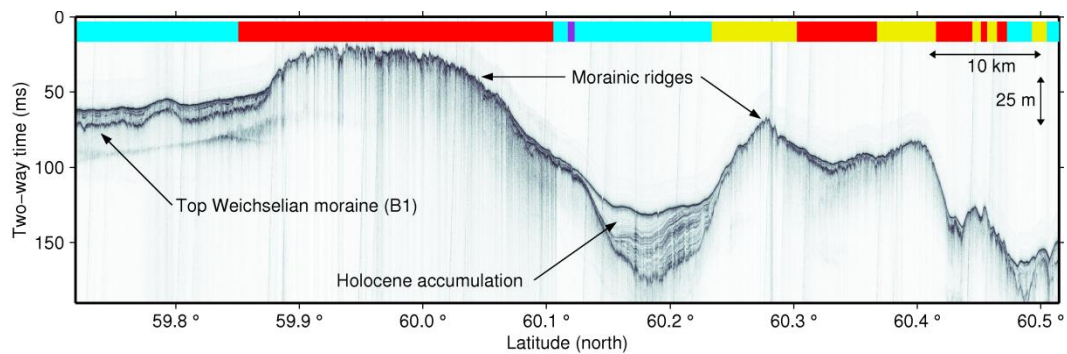 0
50
100
150
Two-way time (ms)
Morainic ridges
10 km
25 m
Top Weichselian moraine (B1)
Holocene accumulation
59.8 °
59.9 °
60.0 °
60.1 °
60.2 °
60.3 °
60.4 °
60.5 °
Latitude (north)